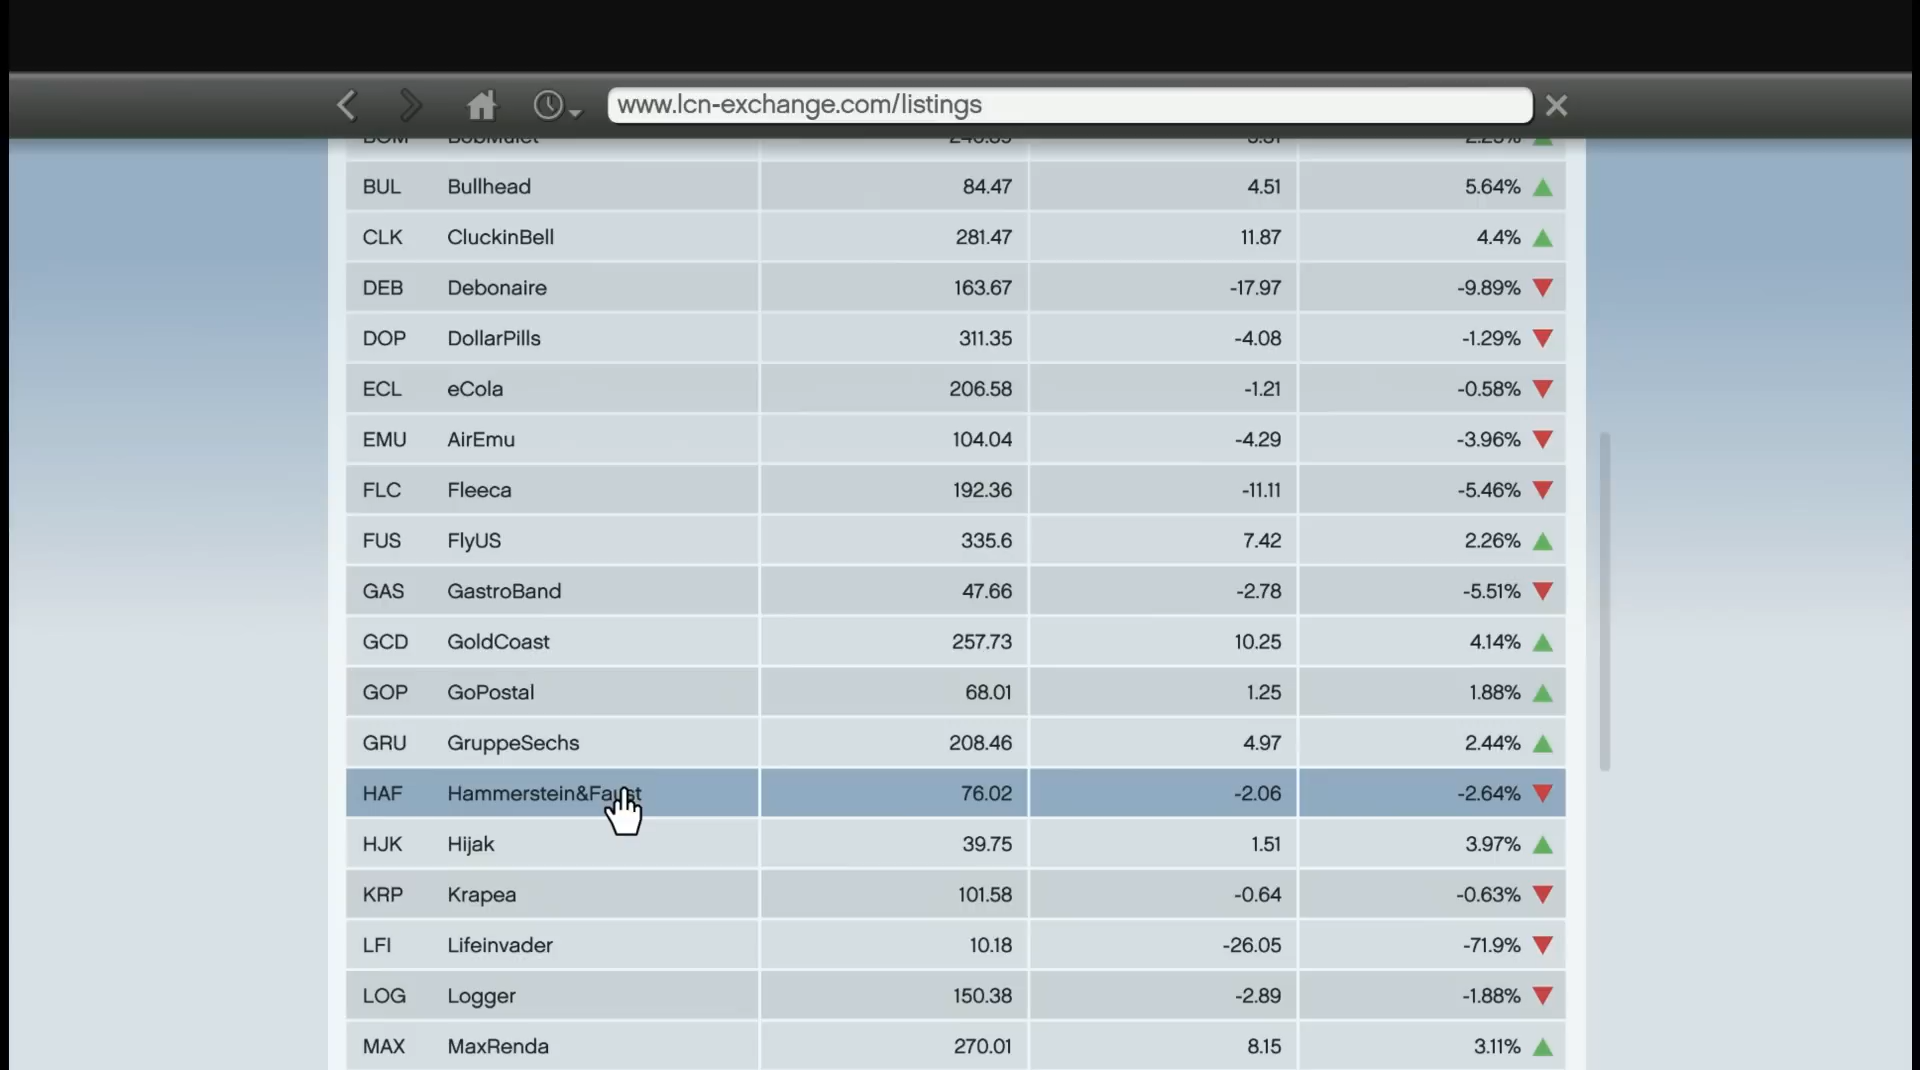 www.lcn-exchange.com/listings
BUL Bullhead 84.47 4.51 5.64%
CLK CluckinBell 281.47 11.87 4.4%
DEB Debonaire 163.67 -17.97 -9.89%
DOP DollarPills 311.35 -4.08 -1.29%
ECL eCola 206.58 -1.21 -0.58%
EMU AirEmu 104.04 -4.29 -3.96%
FLC Fleeca 192.36 -11.11 -5.46%
FUS FlyUS 335.6 7.42 2.26%
GAS GastroBand 47.66 -2.78 -5.51%
GCD GoldCoast 257.73 10.25 4.14%
GOP GoPostal 68.01 1.25 1.88%
GRU GruppeSechs 208.46 4.97 2.44%
HAF Hammerstein&Faust 76.02 -2.06 -2.64%
HJK Hijak 39.75 1.51 3.97%
KRP Krapea 101.58 -0.64 -0.63%
LFI Lifeinvader 10.18 -26.05 -71.9%
LOG Logger 150.38 -2.89 -1.88%
MAX MaxRenda 270.01 8.15 3.11%